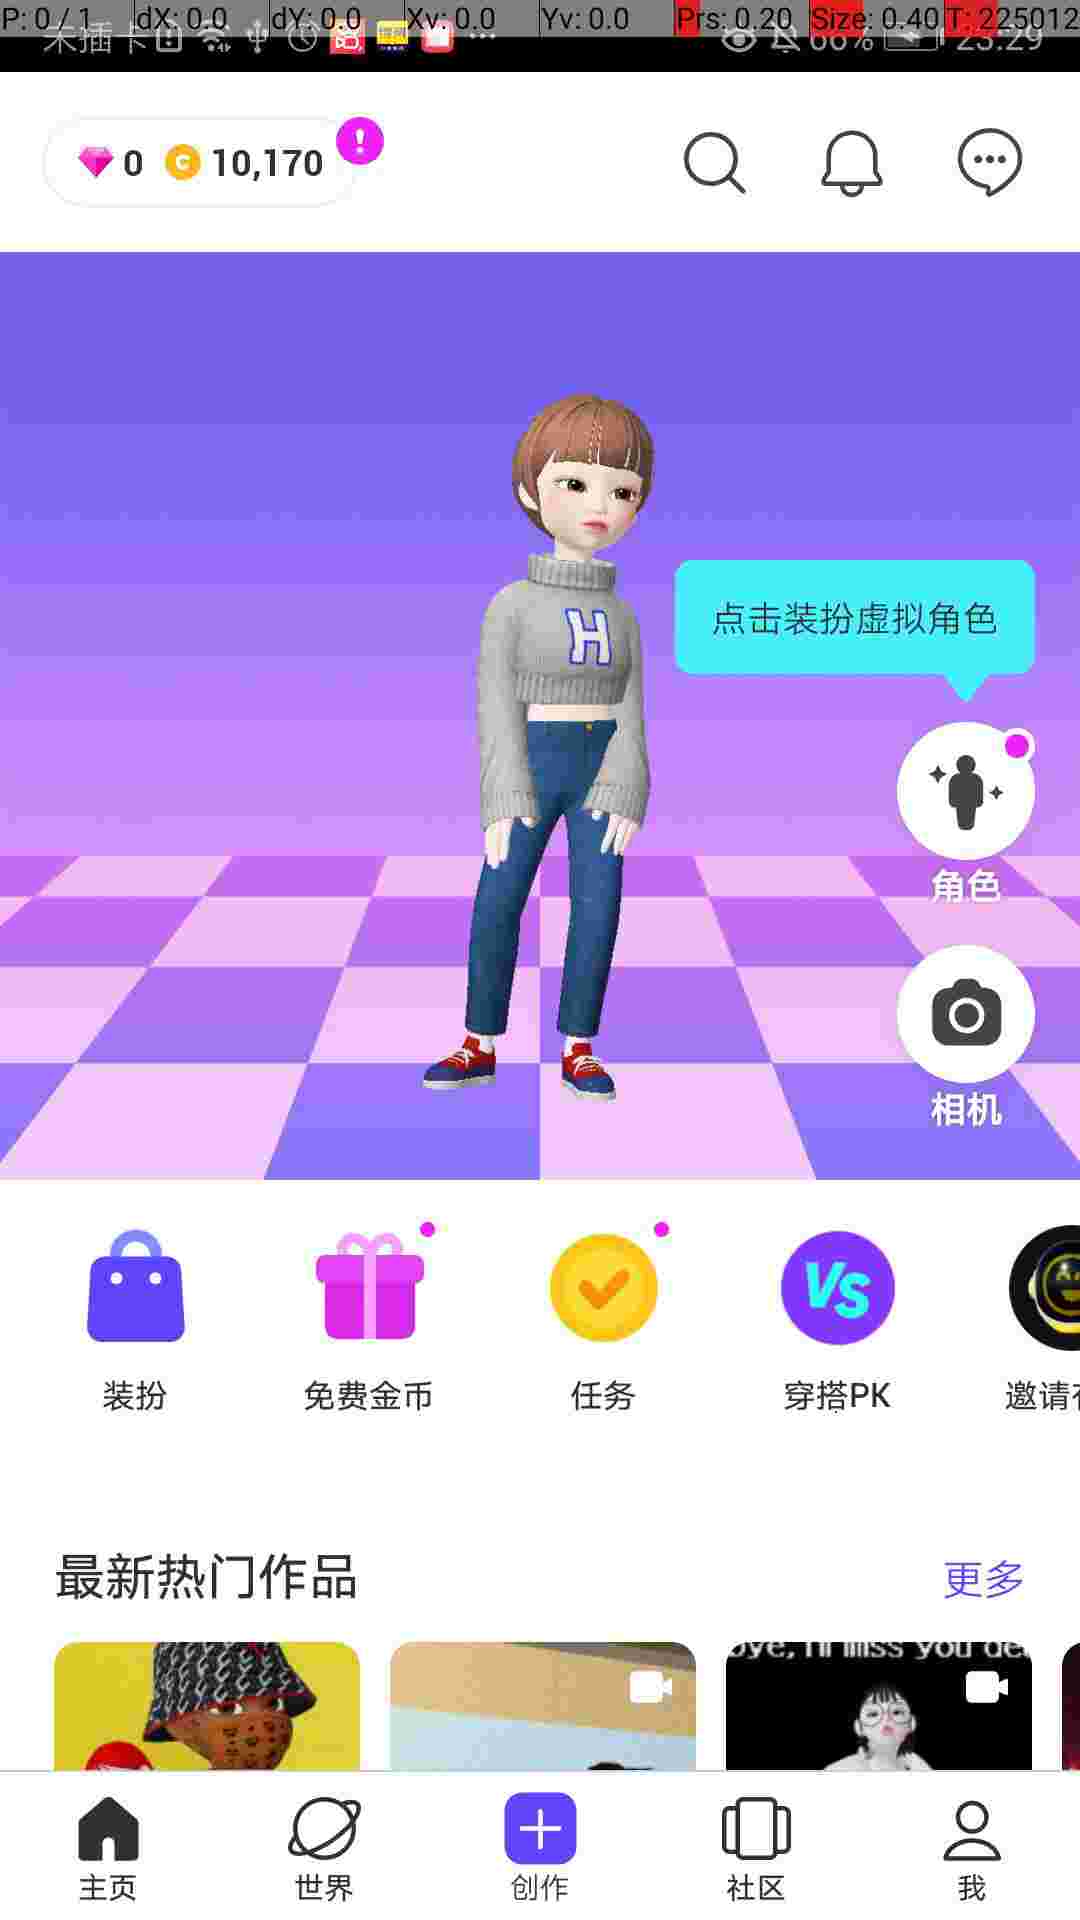 P: 0 / 1 dX: 0.0 dY: 0.0 Xv: 0.0 Yv: 0.0 Prs: 0.20 Size: 0.40 T: 225012
未插卡 66% 23:29
0 10,170
H
点击装扮虚拟角色
角色
相机
VS
装扮 免费金币 任务 穿搭PK 邀请
最新热门作品 更多
bye, i'll miss you
主页 世界 创作 社区 我